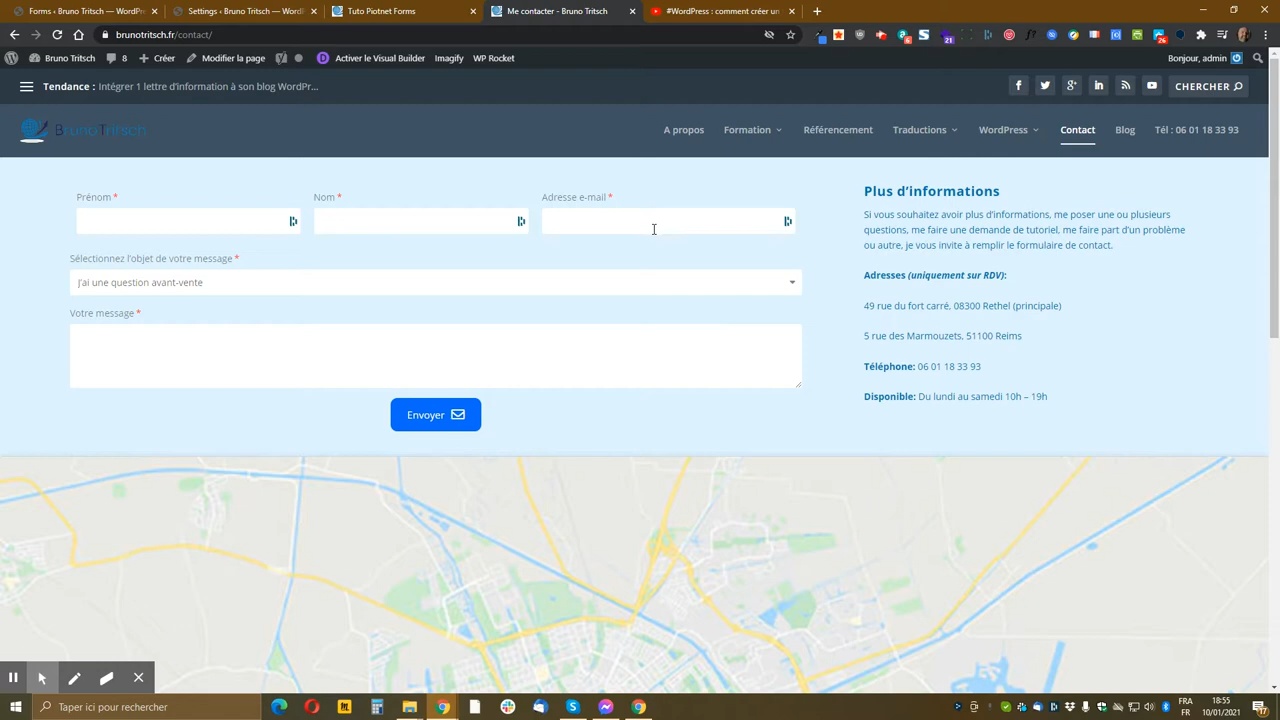 Forms ‹ Bruno Tritsch - WordPr
Formations ‹ Bruno Tritsch — W
Tuto Forms
Me contacter - Bruno Tritsch
#WordPress : créer un
brunotritsch.fr/contact/
Bruno Tritsch
8
Créer
Modifier la page
Activer le Visual Builder
Imagify
WP Rocket
Bonjour, admin
Tendance : Intégrer 1 lettre d'information à son blog WordPr...
CHERCHER
BrunoTritsch
A propos
Formation
Référencement
Traductions
WordPress
Contact
Blog
Tél : 06 01 18 33 93
Prénom *
Nom *
Adresse e-mail *
Sélectionnez l'objet de votre message *
J'ai une question avant-vente
Votre message *
Envoyer
Plus d'informations
Si vous souhaitez avoir plus d'informations, me poser une ou plusieurs
questions, me faire une demande de tutoriel, me faire part d'un problème
ou autre, je vous invite à remplir le formulaire de contact.
Adresses (uniquement sur RDV):
49 rue du fort carré, 08300 Rethel (principale)
5 rue des Marmouzets, 51100 Reims
Téléphone: 06 01 18 33 93
Disponible: Du lundi au samedi 10h – 19h
Taper ici pour rechercher
FRA
FR
18:55
10/01/2021